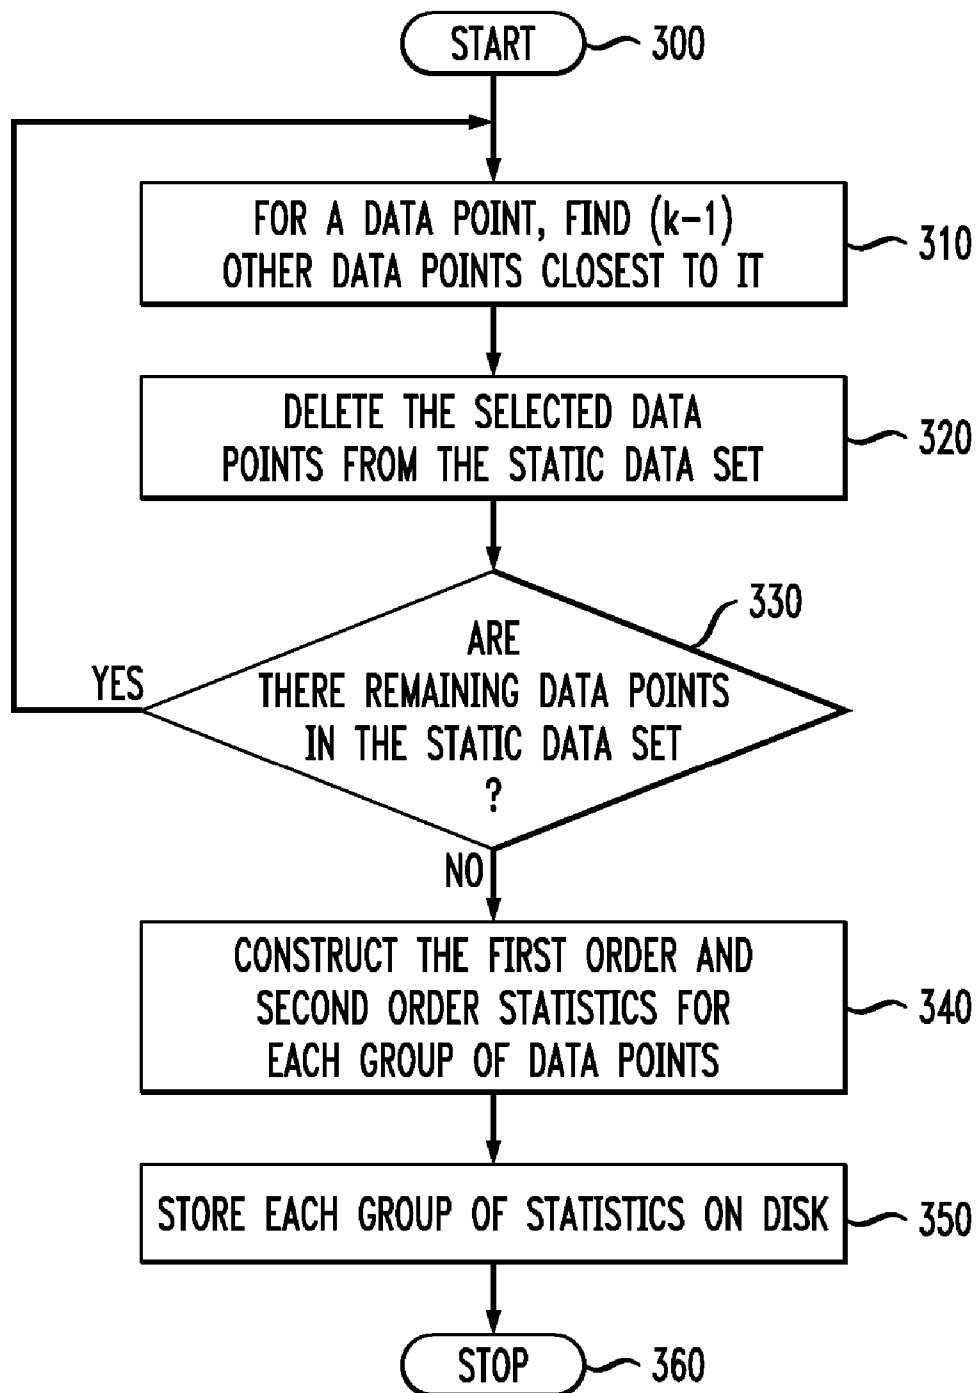 START
300
FOR A DATA POINT, FIND (k-1)
OTHER DATA POINTS CLOSEST TO IT
310
DELETE THE SELECTED DATA
POINTS FROM THE STATIC DATA SET
320
330
ARE
THERE REMAINING DATA POINTS
IN THE STATIC DATA SET
?
YES
NO
CONSTRUCT THE FIRST ORDER AND
SECOND ORDER STATISTICS FOR
EACH GROUP OF DATA POINTS
340
STORE EACH GROUP OF STATISTICS ON DISK
350
STOP
360